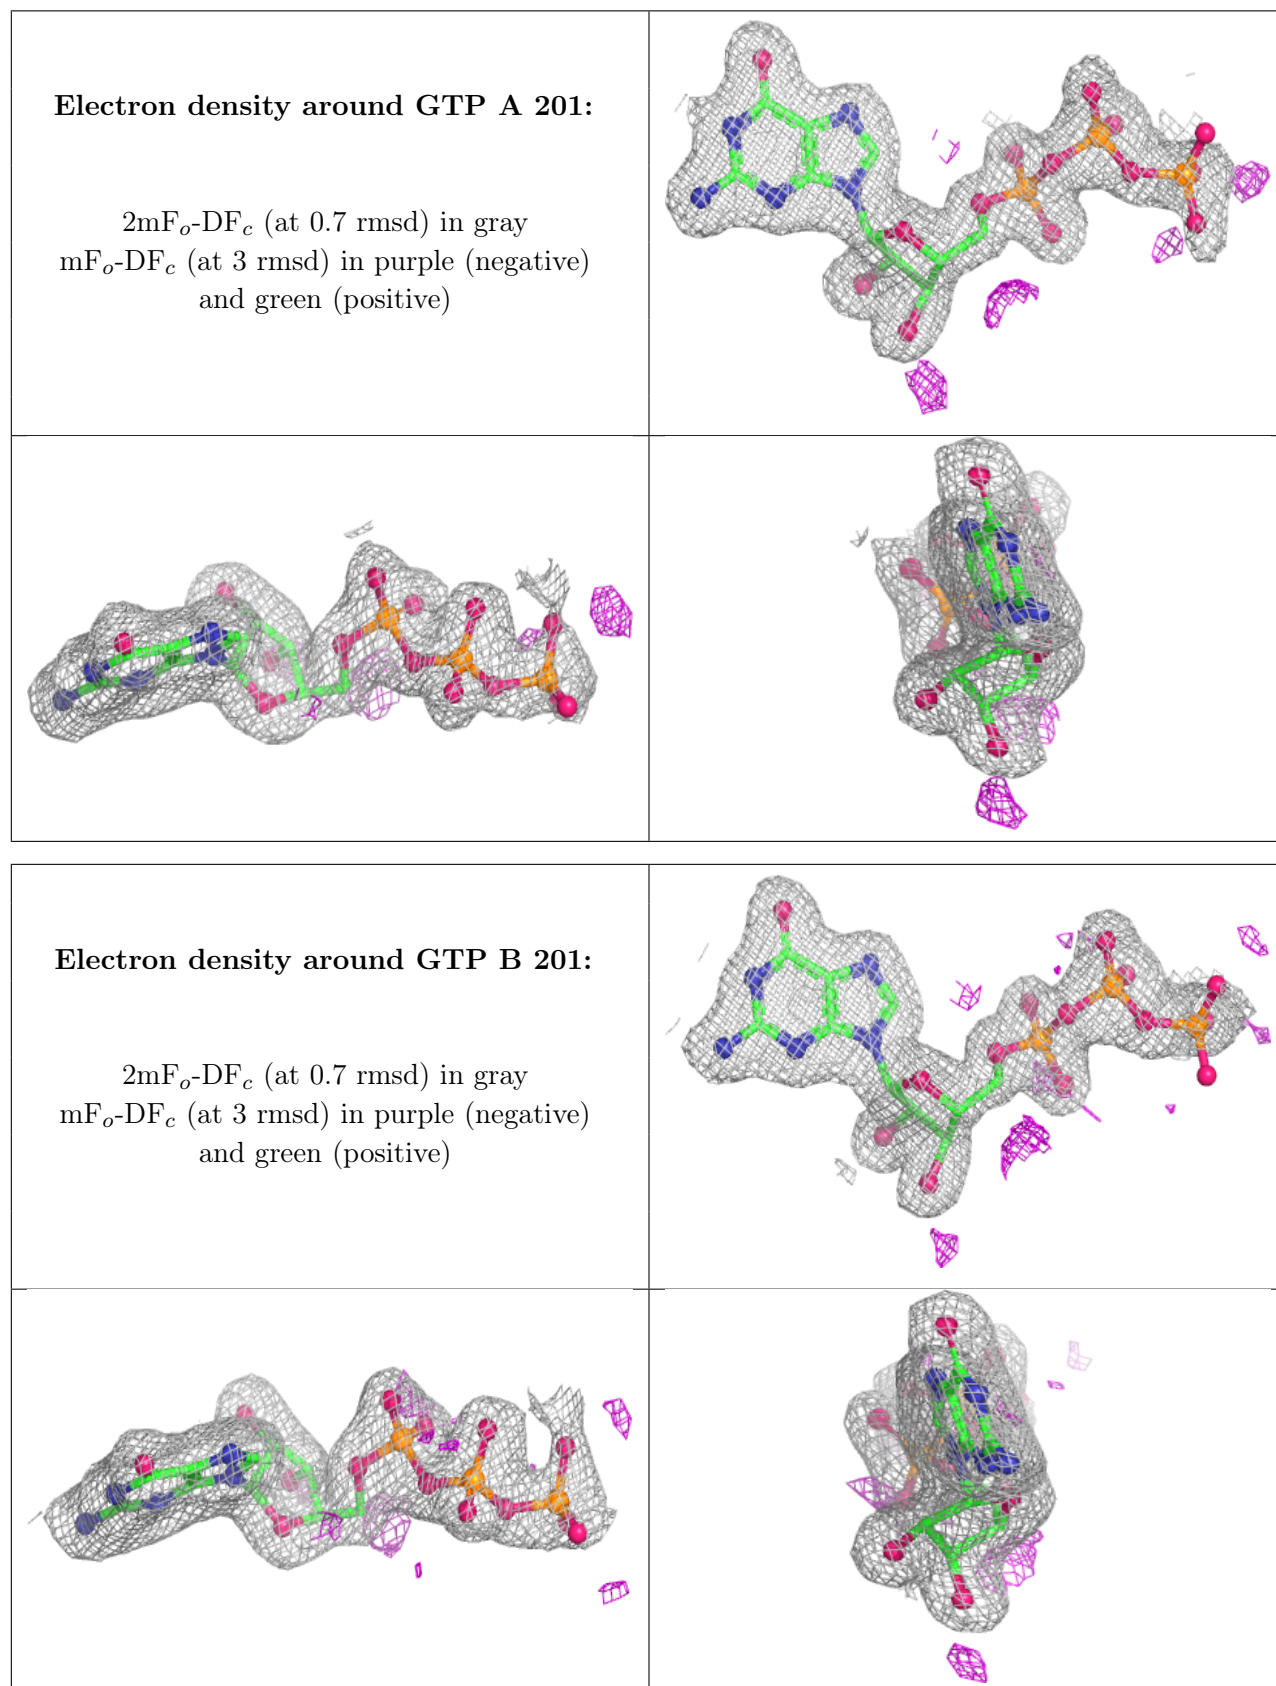 Electron density around GTP A 201:
2mFo-DFc (at 0.7 rmsd) in gray
mFo-DFc (at 3 rmsd) in purple (negative)
and green (positive)
Electron density around GTP B 201:
2mFo-DFc (at 0.7 rmsd) in gray
mFo-DFc (at 3 rmsd) in purple (negative)
and green (positive)